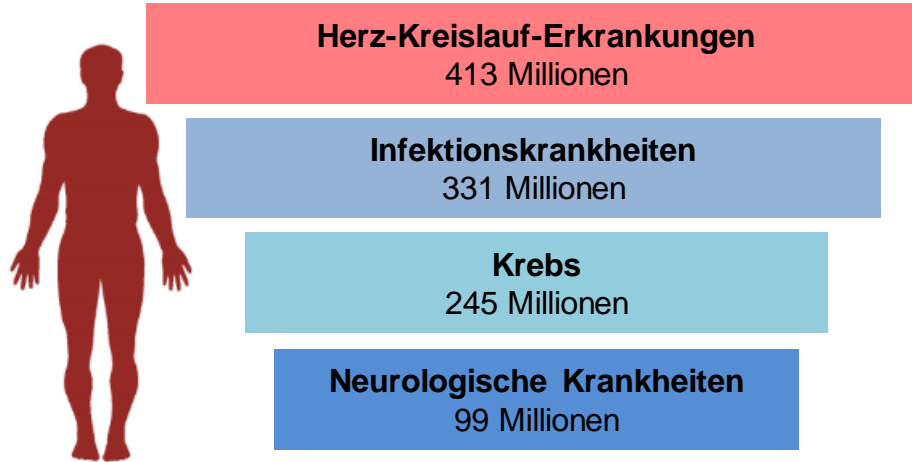 Herz-Kreislauf-Erkrankungen
413 Millionen
Infektionskrankheiten
331 Millionen
Krebs
245 Millionen
Neurologische Krankheiten
99 Millionen